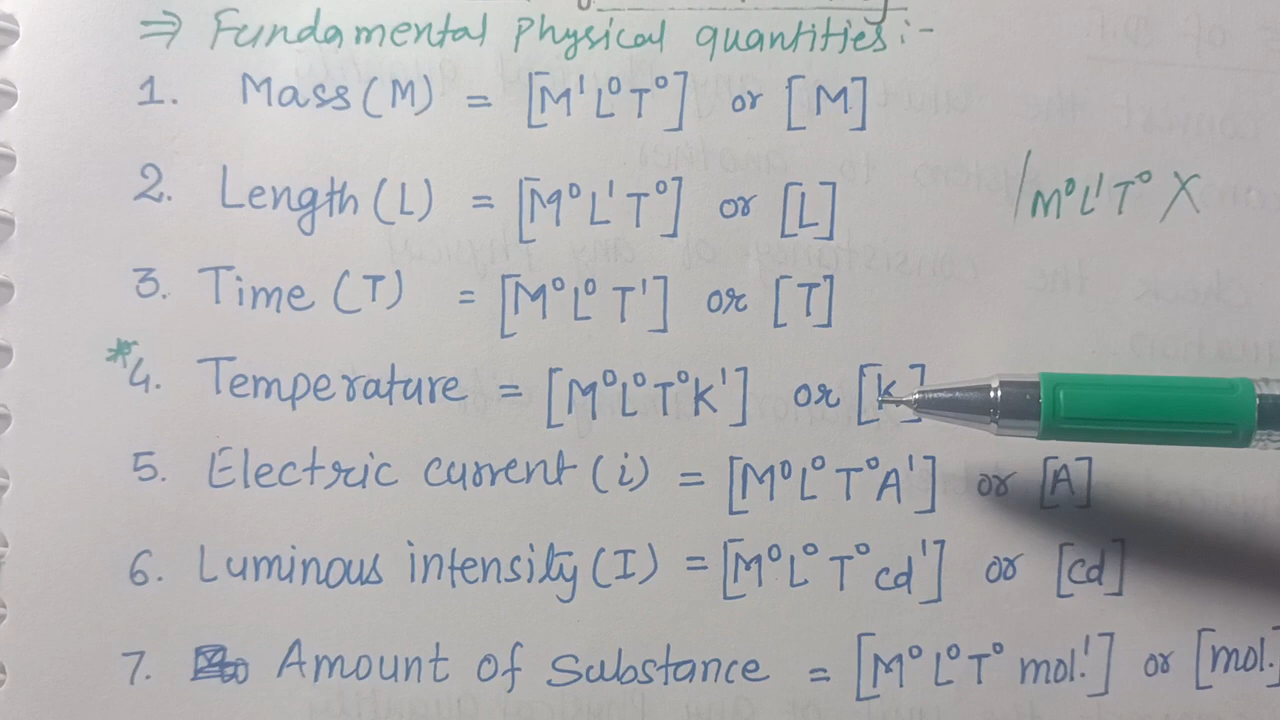 ⇒ Fundamental Physical quantities:-
1. Mass (M) = [M¹L⁰T⁰] or [M]
2. Length (L) = [M⁰L¹T⁰] or [L]
/M⁰L¹T⁰ X
3. Time (T) = [M⁰L⁰T¹] or [T]
*4. Temperature = [M⁰L⁰T⁰K¹] or [K]
5. Electric current (i) = [M⁰L⁰T⁰A¹] or [A]
6. Luminous intensity (I) = [M⁰L⁰T⁰cd¹] or [cd]
7. Amount of Substance = [M⁰L⁰T⁰ mol.¹] or [mol.]